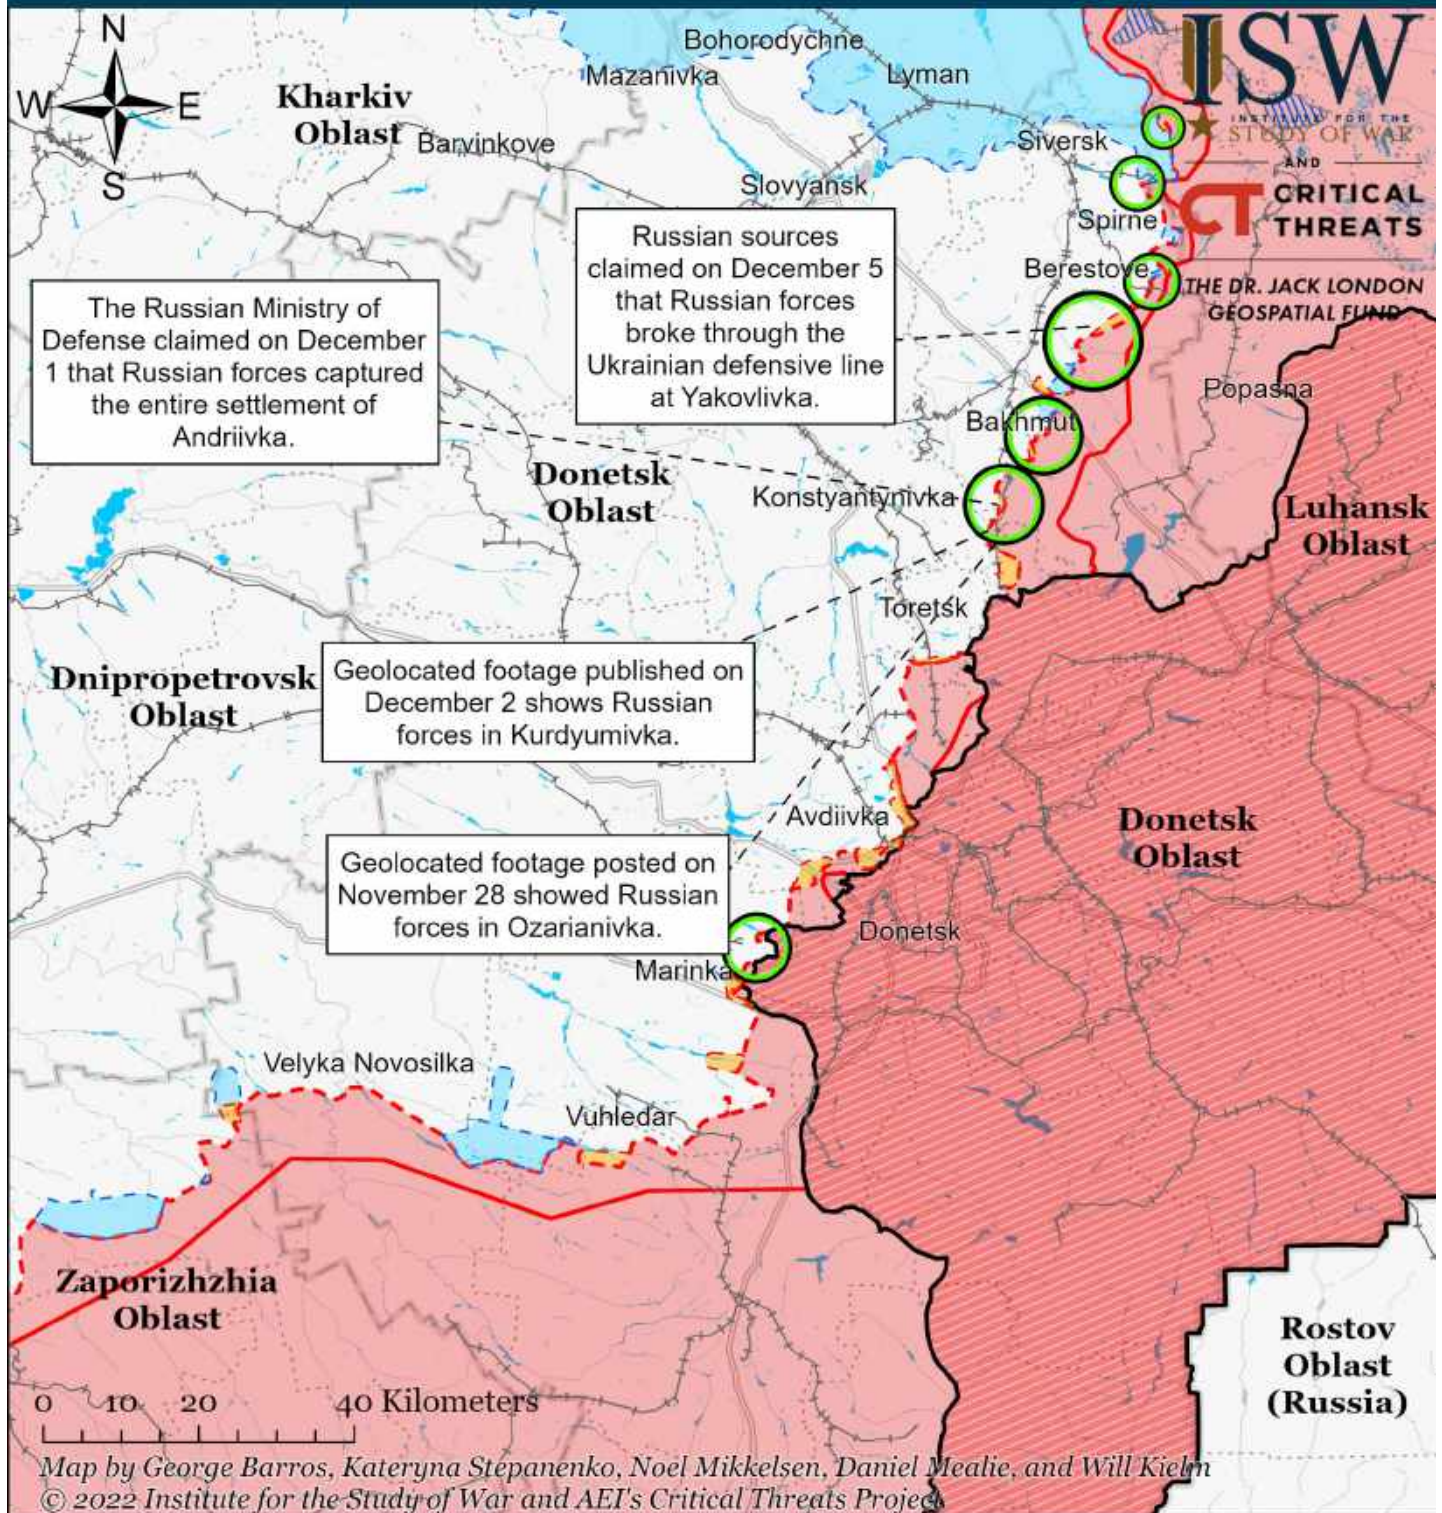 N
W
E
S
Kharkiv
Oblast
Barvinkove
Bohorodychne
Mazanivka
Lyman
Siversk
Slovyansk
Spirne
Berestove
ISW
INSTITUTE FOR THE
STUDY OF WAR
AND
CT CRITICAL
THREATS
THE DR. JACK LONDON
GEOSPATIAL FUND
The Russian Ministry of
Defense claimed on December
1 that Russian forces captured
the entire settlement of
Andriivka.
Russian sources
claimed on December 5
that Russian forces
broke through the
Ukrainian defensive line
at Yakovlivka.
Popasna
Bakhmut
Donetsk
Oblast
Konstyantynivka
Luhansk
Oblast
Toretsk
Dnipropetrovsk
Oblast
Geolocated footage published on
December 2 shows Russian
forces in Kurdyumivka.
Avdiivka
Donetsk
Oblast
Geolocated footage posted on
November 28 showed Russian
forces in Ozarianivka.
Donetsk
Marinka
Velyka Novosilka
Vuhledar
Zaporizhzhia
Oblast
Rostov
Oblast
(Russia)
0 10 20 40 Kilometers
Map by George Barros, Kateryna Stepanenko, Noel Mikkelsen, Daniel Mealie, and Will Kielm
© 2022 Institute for the Study of War and AEI's Critical Threats Project